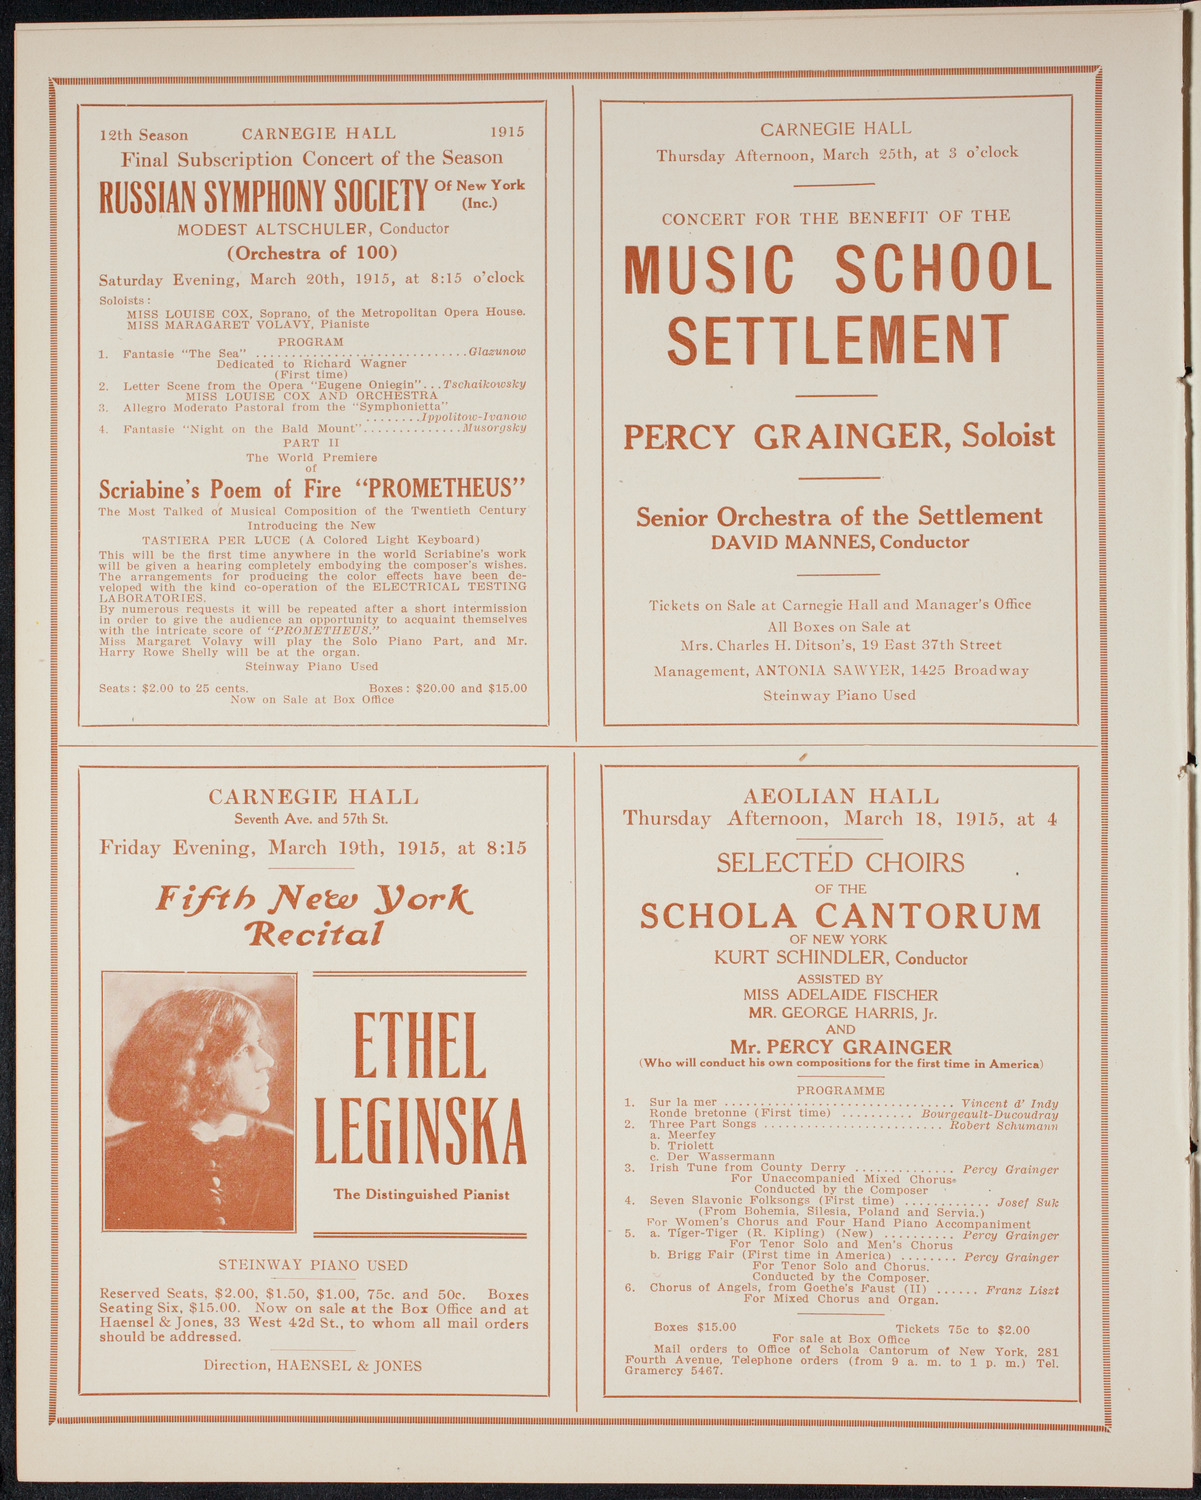 12th Season CARNEGIE HALL 1915
Final Subscription Concert of the Season
RUSSIAN SYMPHONY SOCIETY Of New York
(Inc.)
MODEST ALTSCHULER, Conductor
(Orchestra of 100)
Saturday Evening, March 20th, 1915, at 8:15 o'clock
Soloists:
MISS LOUISE COX, Soprano, of the Metropolitan Opera House.
MISS MARAGARET VOLAVY, Pianiste
PROGRAM
1. Fantasie "The Sea" ............................Glazunow
Dedicated to Richard Wagner
(First time)
2. Letter Scene from the Opera "Eugene Oniegin"...Tschaikowsky
MISS LOUISE COX AND ORCHESTRA
3. Allegro Moderato Pastoral from the "Symphonietta"
........Ippolitow-Ivanow
4. Fantasie "Night on the Bald Mount"..............Musorgsky
PART II
The World Premiere
of
Scriabine's Poem of Fire "PROMETHEUS"
The Most Talked of Musical Composition of the Twentieth Century
Introducing the New
TASTIERA PER LUCE (A Colored Light Keyboard)
This will be the first time anywhere in the world Scriabine's work
will be given a hearing completely embodying the composer's wishes.
The arrangements for producing the color effects have been de-
veloped with the kind co-operation of the ELECTRICAL TESTING
LABORATORIES.
By numerous requests it will be repeated after a short intermission
in order to give the audience an opportunity to acquaint themselves
with the intricate score of "PROMETHEUS."
Miss Margaret Volavy will play the Solo Piano Part, and Mr.
Harry Rowe Shelly will be at the organ.
Steinway Piano Used
Seats: $2.00 to 25 cents. Boxes: $20.00 and $15.00
Now on Sale at Box Office
CARNEGIE HALL
Thursday Afternoon, March 25th, at 3 o'clock
CONCERT FOR THE BENEFIT OF THE
MUSIC SCHOOL
SETTLEMENT
PERCY GRAINGER, Soloist
Senior Orchestra of the Settlement
DAVID MANNES, Conductor
Tickets on Sale at Carnegie Hall and Manager's Office
All Boxes on Sale at
Mrs. Charles H. Ditson's, 19 East 37th Street
Management, ANTONIA SAWYER, 1425 Broadway
Steinway Piano Used
CARNEGIE HALL
Seventh Ave. and 57th St.
Friday Evening, March 19th, 1915, at 8:15
Fifth New York
Recital
ETHEL
LEGINSKA
The Distinguished Pianist
STEINWAY PIANO USED
Reserved Seats, $2.00, $1.50, $1.00, 75c. and 50c. Boxes
Seating Six, $15.00. Now on sale at the Box Office and at
Haensel & Jones, 33 West 42d St., to whom all mail orders
should be addressed.
Direction, HAENSEL & JONES
AEOLIAN HALL
Thursday Afternoon, March 18, 1915, at 4
SELECTED CHOIRS
OF THE
SCHOLA CANTORUM
OF NEW YORK
KURT SCHINDLER, Conductor
ASSISTED BY
MISS ADELAIDE FISCHER
MR. GEORGE HARRIS, Jr.
AND
Mr. PERCY GRAINGER
(Who will conduct his own compositions for the first time in America)
PROGRAMME
1. Sur la mer ................................ Vincent d' Indy
Ronde bretonne (First time) .......... Bourgeault-Ducoudray
2. Three Part Songs ......................... Robert Schumann
a. Meerfey
b. Triolett
c. Der Wassermann
3. Irish Tune from County Derry .............. Percy Grainger
For Unaccompanied Mixed Chorus
Conducted by the Composer
4. Seven Slavonic Folksongs (First time) ............ Josef Suk
(From Bohemia, Silesia, Poland and Servia.)
For Women's Chorus and Four Hand Piano Accompaniment
5. a. Tiger-Tiger (R. Kipling) (New) .......... Percy Grainger
For Tenor Solo and Men's Chorus
b. Brigg Fair (First time in America) ........ Percy Grainger
For Tenor Solo and Chorus.
Conducted by the Composer.
6. Chorus of Angels, from Goethe's Faust (II) ...... Franz Liszt
For Mixed Chorus and Organ.
Boxes $15.00 Tickets 75c to $2.00
For sale at Box Office
Mail orders to Office of Schola Cantorum of New York, 281
Fourth Avenue, Telephone orders (from 9 a. m. to 1 p. m.) Tel.
Gramercy 5467.